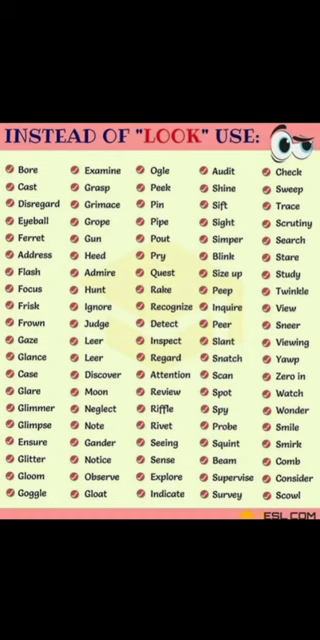 INSTEAD OF "LOOK" USE:
Bore
Cast
Disregard
Eyeball
Ferret
Address
Flash
Focus
Frisk
Frown
Gaze
Glance
Case
Glare
Glimmer
Glimpse
Ensure
Glitter
Gloom
Goggle
Examine
Grasp
Grimace
Grope
Gun
Heed
Admire
Hunt
Ignore
Judge
Leer
Leer
Discover
Moon
Neglect
Note
Gander
Notice
Observe
Gloat
Ogle
Peek
Pin
Pipe
Pout
Pry
Quest
Rake
Recognize
Detect
Inspect
Regard
Attention
Review
Riffle
Rivet
Seeing
Sense
Explore
Indicate
Audit
Shine
Sift
Sight
Simper
Blink
Size up
Peep
Inquire
Peer
Slant
Snatch
Scan
Spot
Spy
Probe
Squint
Beam
Supervise
Survey
Check
Sweep
Trace
Scrutiny
Search
Stare
Study
Twinkle
View
Sneer
Viewing
Yawp
Zero in
Watch
Wonder
Smile
Smirk
Comb
Consider
Scowl
ESL.COM